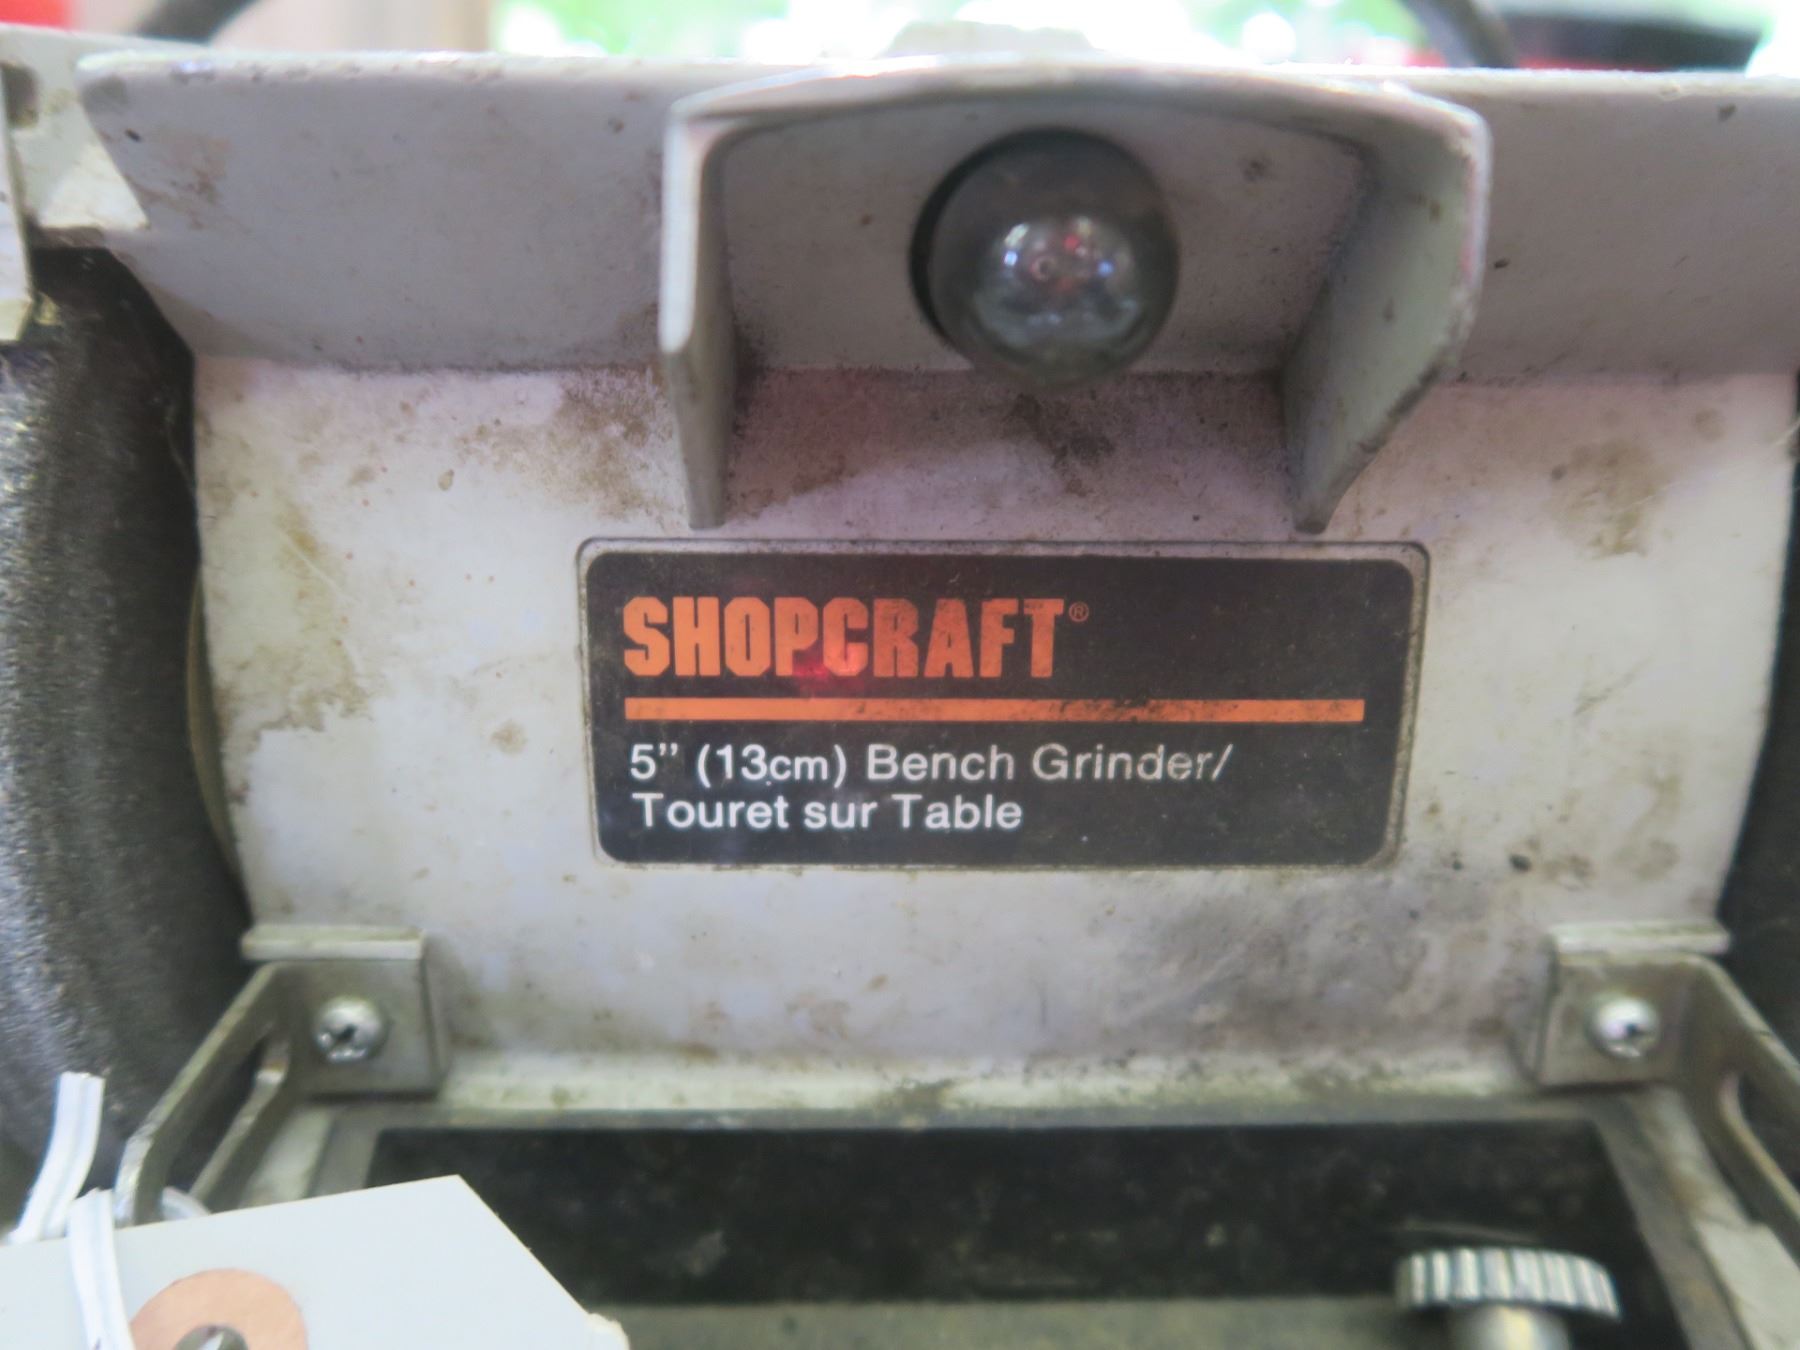 SHOPCRAFT®
5" (13cm) Bench Grinder/
Touret sur Table